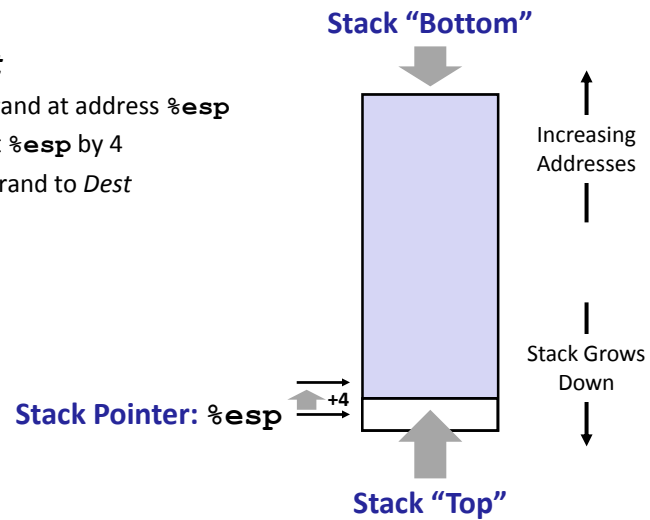 Stack “Bottom”
and at address %esp
%esp by 4
rand to Dest
Increasing
Addresses
Stack Grows
Down
+4
Stack Pointer: %esp
Stack “Top”